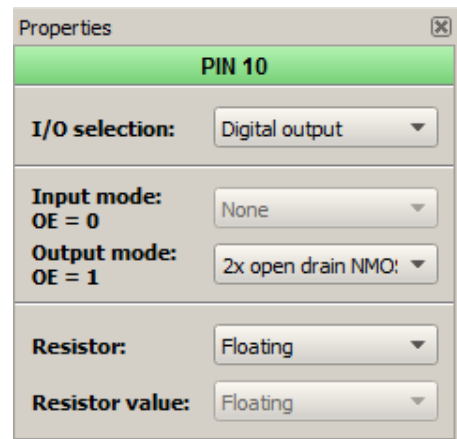 Properties
PIN 10
I/O selection: Digital output
Input mode:
OE = 0 None
Output mode:
OE = 1 2x open drain NMO
Resistor: Floating
Resistor value: Floating